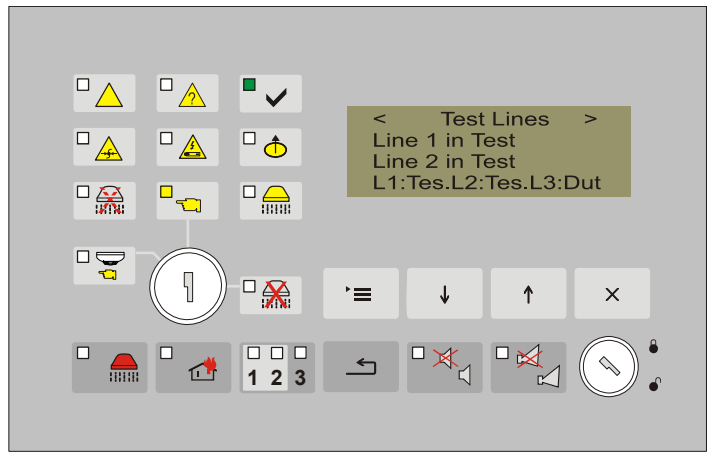 ?
< Test Lines >
Line 1 in Test
Line 2 in Test
L1:Tes.L2:Tes.L3:Dut
1 2 3